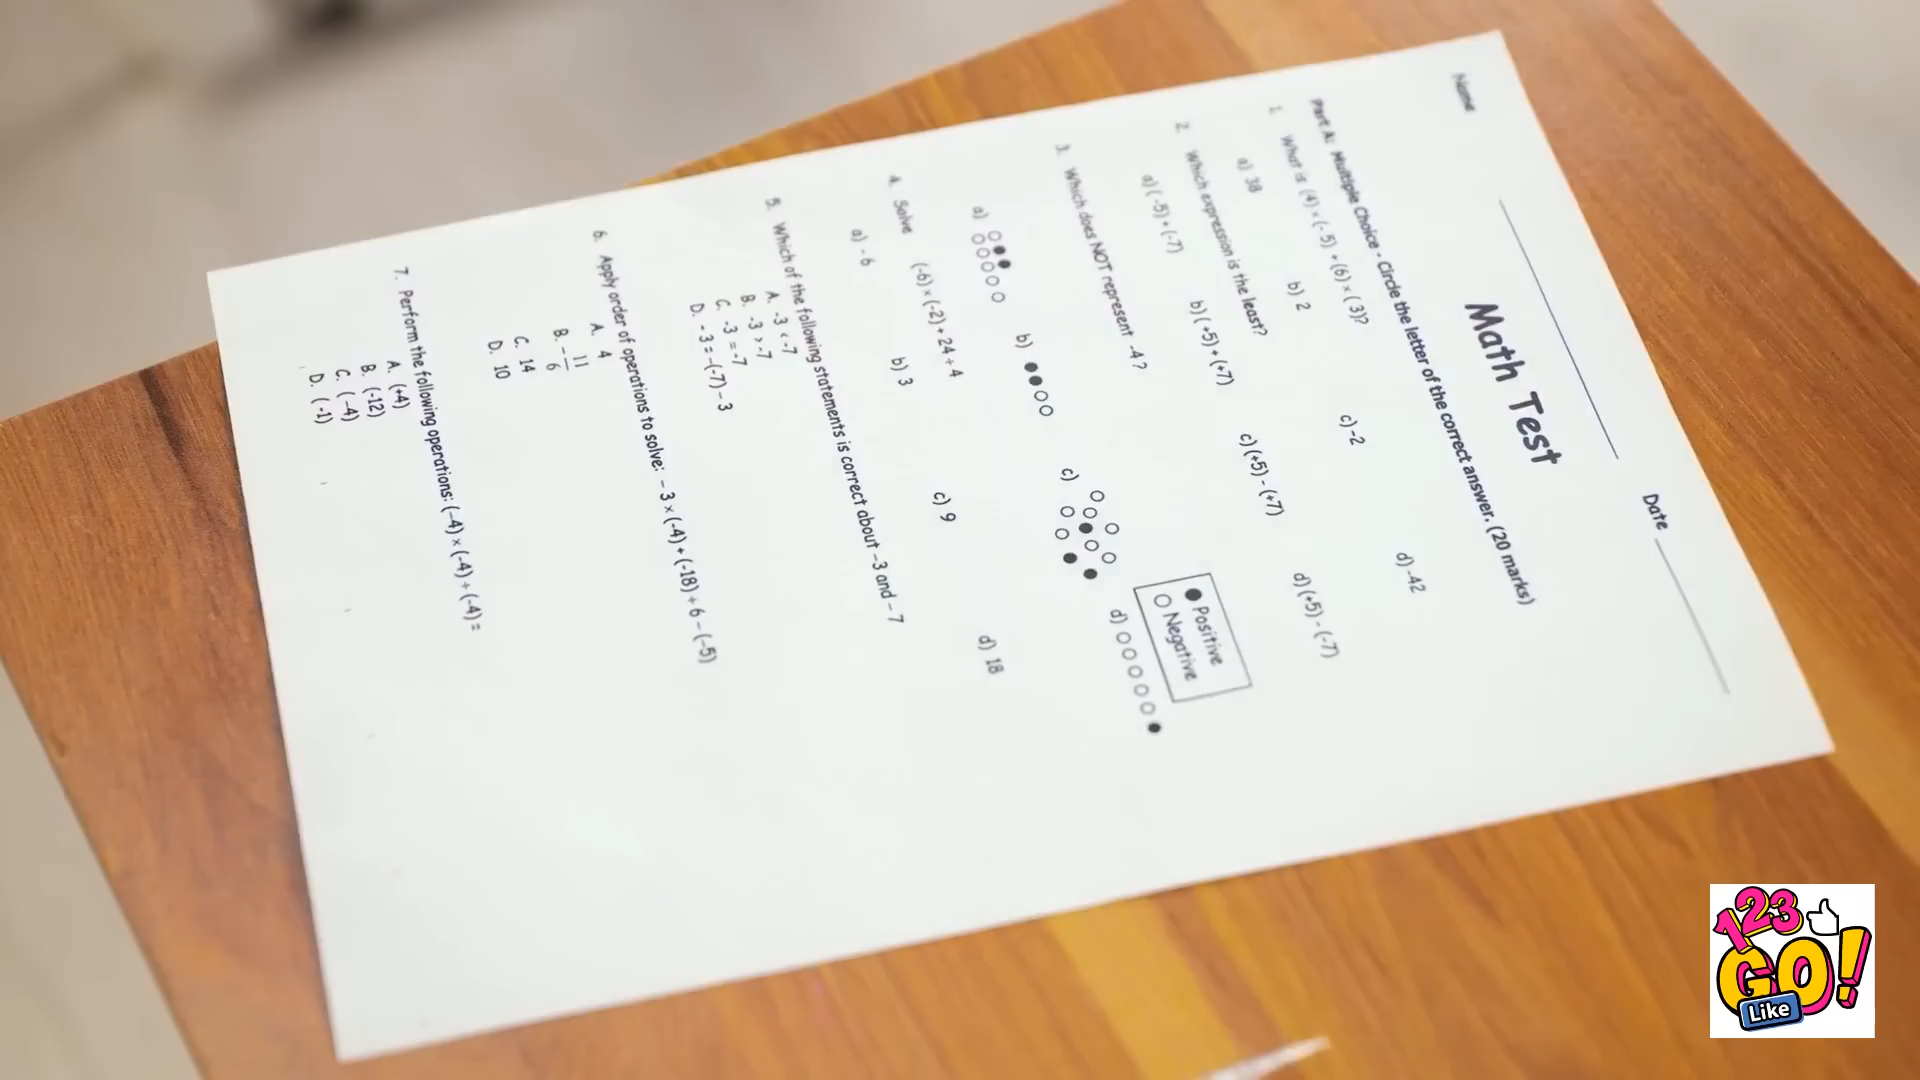 Name
Date
Math Test
Part A: Multiple Choice - Circle the letter of the correct answer. (20 marks)
1. What is (4) × (- 5) + (6) × ( 3)?
a) 38 b) 2 c) -2 d) -42
2. Which expression is the least?
a) ( -5) + (-7) b) ( +5) + (+7) c) (+5) - (+7) d) (+5) - (-7)
3. Which does NOT represent -4 ?
Positive
Negative
a) b) c) d)
4. Solve (-6) × (-2) + 24 ÷ 4
a) - 6 b) 3 c) 9 d) 18
5. Which of the following statements is correct about -3 and - 7
A. -3 < -7
B. -3 > -7
C. -3 = -7
D. - 3 = -(-7) - 3
6. Apply order of operations to solve: - 3 × (-4) + (-18) ÷ 6 - (-5)
A. 4
B. - 11/6
C. 14
D. 10
7. Perform the following operations: (-4) × (-4) ÷ (-4) =
A. (+4)
B. (-12)
C. (-4)
D. (-1)
123
GO!
Like